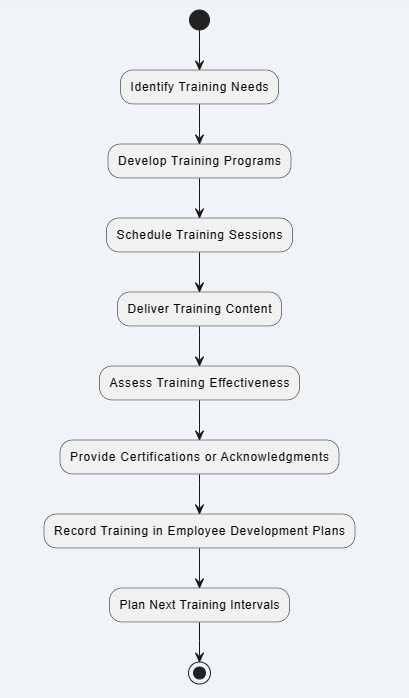 Identify Training Needs
Develop Training Programs
Schedule Training Sessions
Deliver Training Content
Assess Training Effectiveness
Provide Certifications or Acknowledgments
Record Training in Employee Development Plans
Plan Next Training Intervals